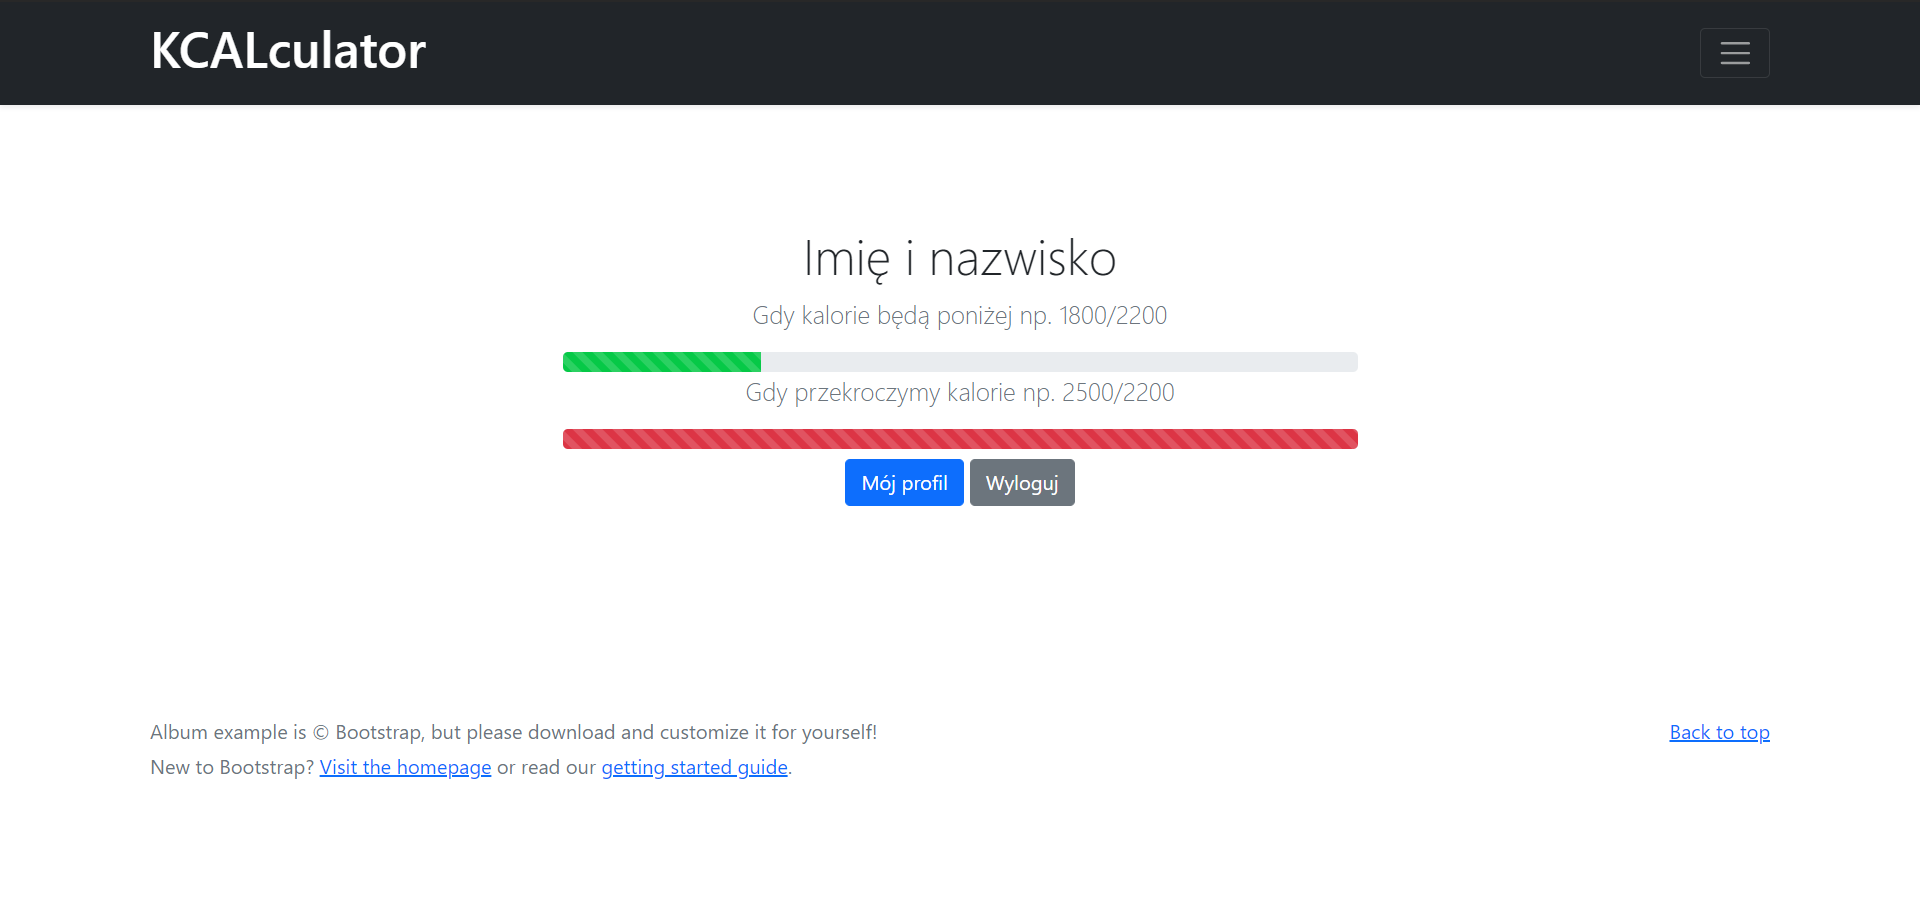 KCALculator
Imię i nazwisko
Gdy kalorie będą poniżej np. 1800/2200
Gdy przekroczymy kalorie np. 2500/2200
Mój profil Wyloguj
Album example is © Bootstrap, but please download and customize it for yourself! Back to top
New to Bootstrap? Visit the homepage or read our getting started guide.